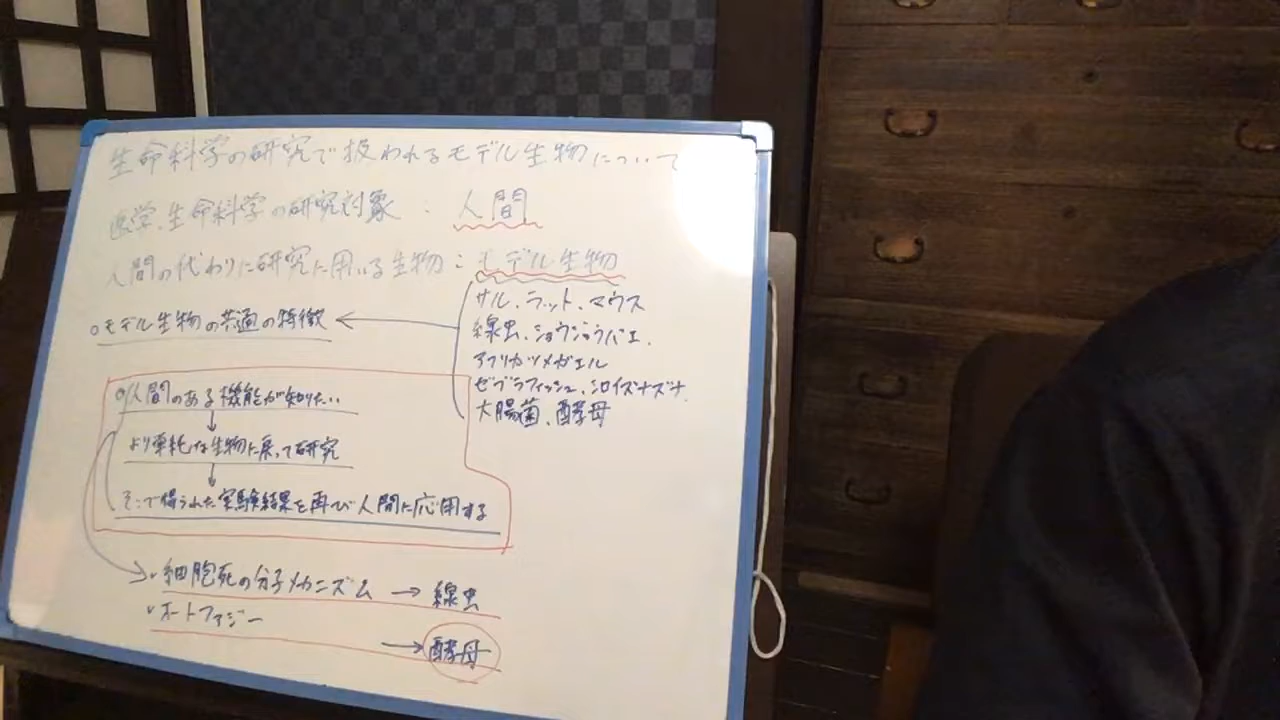 生命科学の研究で扱われるモデル生物について
医学、生命科学の研究対象 : 人間
人間の代わりに研究に用いる生物 : モデル生物
サル、ラット、マウス
線虫、ショウジョウバエ、
アフリカツメガエル
ゼブラフィッシュ、シロイズナズナ、
大腸菌、酵母
○モデル生物の共通の特徴
○人間のある機能が知りたい
↓
より単純な生物に戻って研究
↓
そこで得られた実験結果を再び人間に応用する
・細胞死の分子メカニズム → 線虫
・オートファジー
→ 酵母